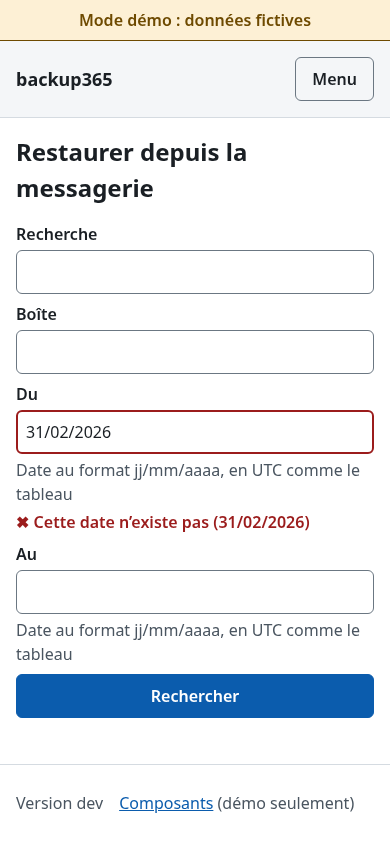 Mode démo : données fictives
backup365
Menu
Restaurer depuis la
messagerie
Recherche
Boîte
Du
31/02/2026
Date au format jj/mm/aaaa, en UTC comme le
tableau
✖ Cette date n’existe pas (31/02/2026)
Au
Date au format jj/mm/aaaa, en UTC comme le
tableau
Rechercher
Version dev Composants (démo seulement)